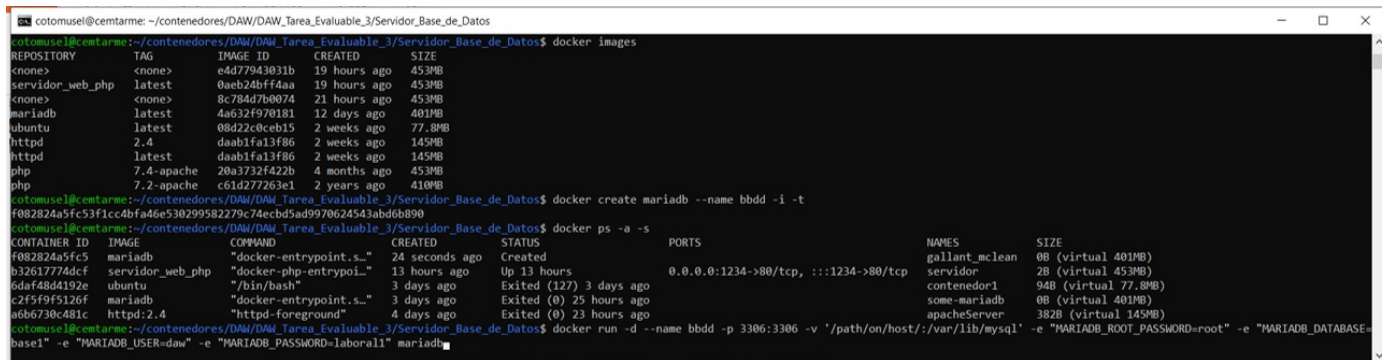 cotomusel@cemtarme: ~/contenedores/DAW/DAW_Tarea_Evaluable_3/Servidor_Base_de_Datos
cotomusel@cemtarme:~/contenedores/DAW/DAW_Tarea_Evaluable_3/Servidor_Base_de_Datos$ docker images
REPOSITORY TAG IMAGE ID CREATED SIZE
<none> <none> e4d77943031b 19 hours ago 453MB
servidor_web_php latest 0aeb24bff4aa 19 hours ago 453MB
<none> <none> 8c784d7b0074 21 hours ago 453MB
mariadb latest 4a632f970181 12 days ago 401MB
ubuntu latest 08d22c0ceb15 2 weeks ago 77.8MB
httpd 2.4 daab1fa13f86 2 weeks ago 145MB
httpd latest daab1fa13f86 2 weeks ago 145MB
php 7.4-apache 20a3732f422b 4 months ago 453MB
php 7.2-apache c61d277263e1 2 years ago 410MB
cotomusel@cemtarme:~/contenedores/DAW/DAW_Tarea_Evaluable_3/Servidor_Base_de_Datos$ docker create mariadb --name bbdd -i -t
f082824a5fc53f1cc4bfa46e530299582279c74ecbd5ad9970624543abd6b890
cotomusel@cemtarme:~/contenedores/DAW/DAW_Tarea_Evaluable_3/Servidor_Base_de_Datos$ docker ps -a -s
CONTAINER ID IMAGE COMMAND CREATED STATUS PORTS NAMES SIZE
f082824a5fc5 mariadb "docker-entrypoint.s…" 24 seconds ago Created gallant_mclean 0B (virtual 401MB)
b32617774dcf servidor_web_php "docker-php-entrypoi…" 13 hours ago Up 13 hours 0.0.0.0:1234->80/tcp, :::1234->80/tcp servidor 2B (virtual 453MB)
6daf48d4192e ubuntu "/bin/bash" 3 days ago Exited (127) 3 days ago contenedor1 94B (virtual 77.8MB)
c2f5f9f5126f mariadb "docker-entrypoint.s…" 3 days ago Exited (0) 25 hours ago some-mariadb 0B (virtual 401MB)
a6b6730c481c httpd:2.4 "httpd-foreground" 4 days ago Exited (0) 23 hours ago apacheServer 382B (virtual 145MB)
cotomusel@cemtarme:~/contenedores/DAW/DAW_Tarea_Evaluable_3/Servidor_Base_de_Datos$ docker run -d --name bbdd -p 3306:3306 -v '/path/on/host/:/var/lib/mysql' -e "MARIADB_ROOT_PASSWORD=root" -e "MARIADB_DATABASE=
base1" -e "MARIADB_USER=daw" -e "MARIADB_PASSWORD=laboral1" mariadb